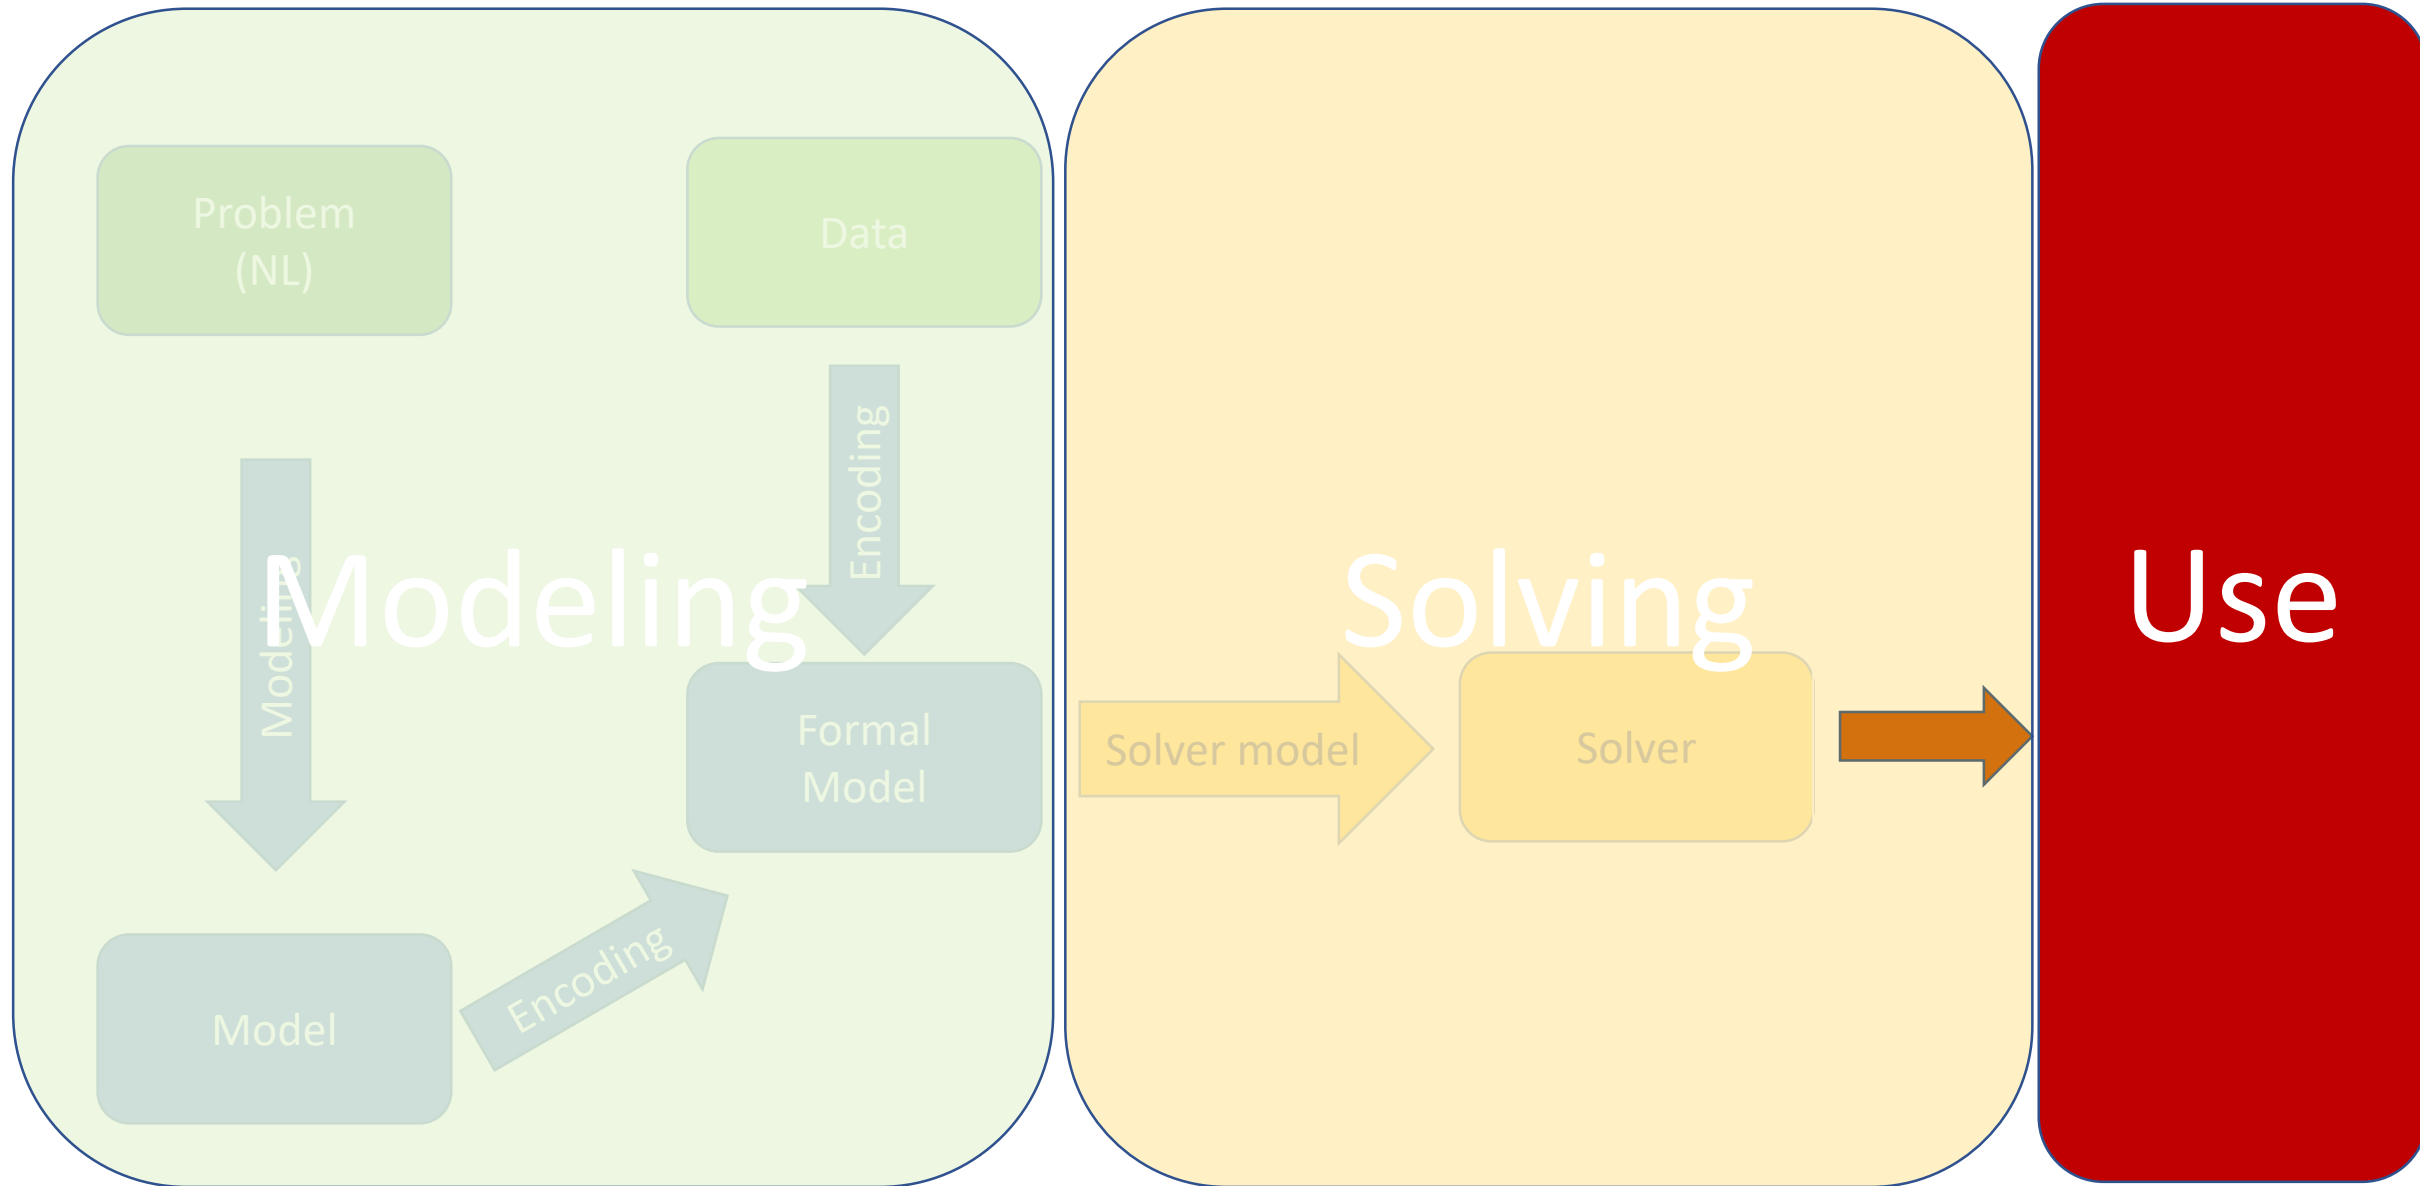 Problem
(NL)
Data
Encoding
Modeling
Modeling
Formal
Model
Encoding
Model
Solving
Solver model
Solver
Use